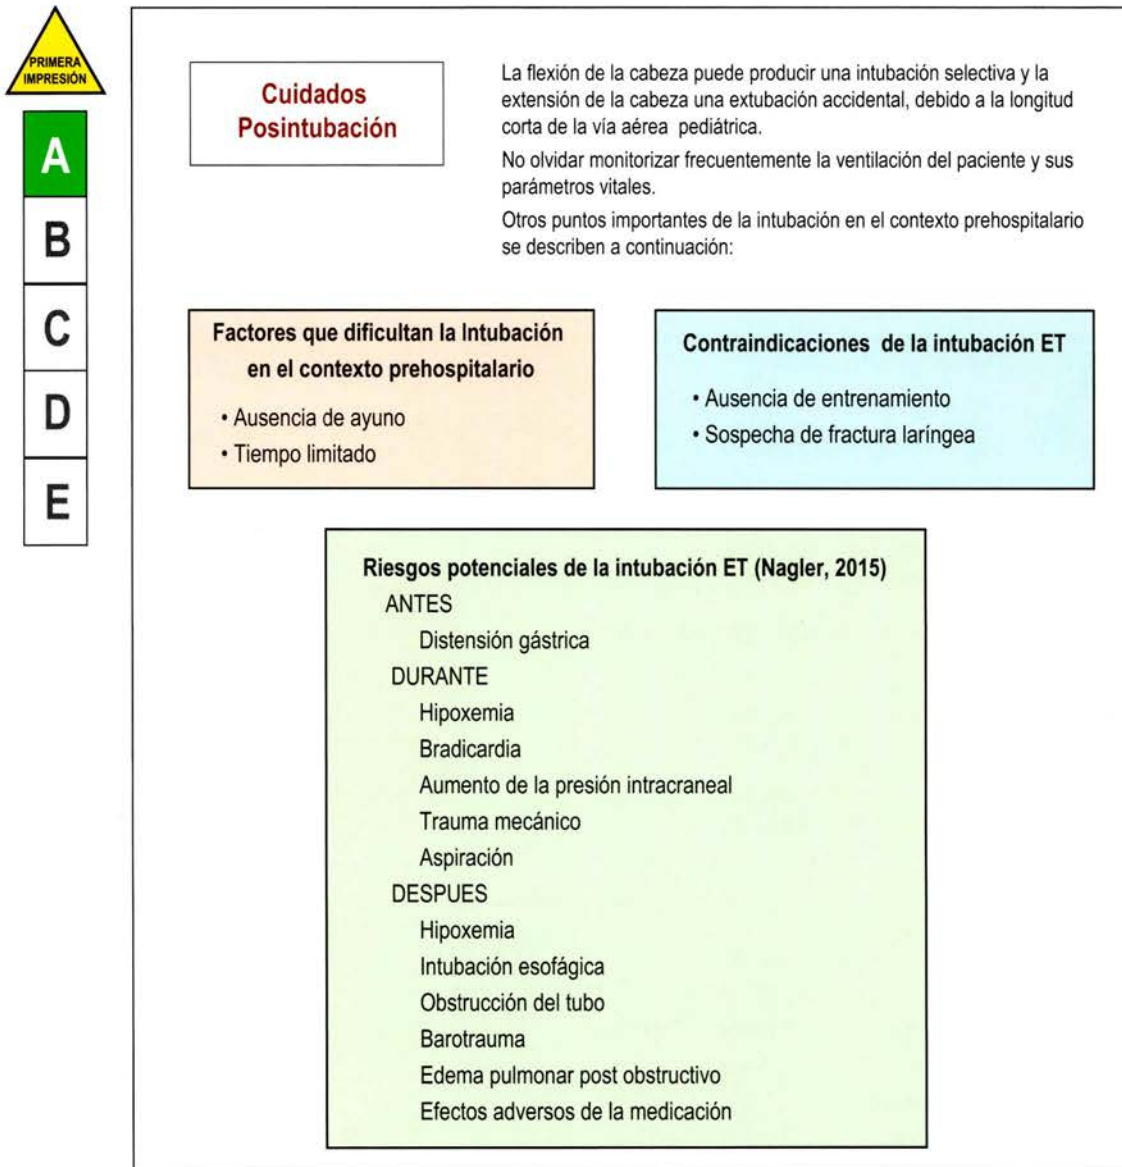 PRIMERA
IMPRESIÓN
A
B
C
D
E
Cuidados
Posintubación
La flexión de la cabeza puede producir una intubación selectiva y la
extensión de la cabeza una extubación accidental, debido a la longitud
corta de la vía aérea pediátrica.
No olvidar monitorizar frecuentemente la ventilación del paciente y sus
parámetros vitales.
Otros puntos importantes de la intubación en el contexto prehospitalario
se describen a continuación:
Factores que dificultan la Intubación
en el contexto prehospitalario
• Ausencia de ayuno
• Tiempo limitado
Contraindicaciones de la intubación ET
• Ausencia de entrenamiento
• Sospecha de fractura laríngea
Riesgos potenciales de la intubación ET (Nagler, 2015)
ANTES
Distensión gástrica
DURANTE
Hipoxemia
Bradicardia
Aumento de la presión intracraneal
Trauma mecánico
Aspiración
DESPUES
Hipoxemia
Intubación esofágica
Obstrucción del tubo
Barotrauma
Edema pulmonar post obstructivo
Efectos adversos de la medicación